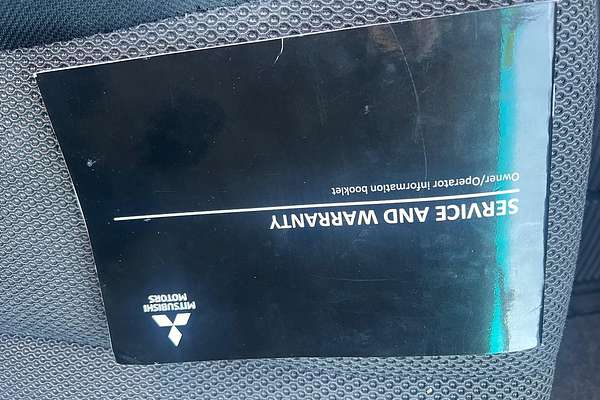 MITSUBISHI
MOTORS
SERVICE AND WARRANTY
Owner/Operator information booklet